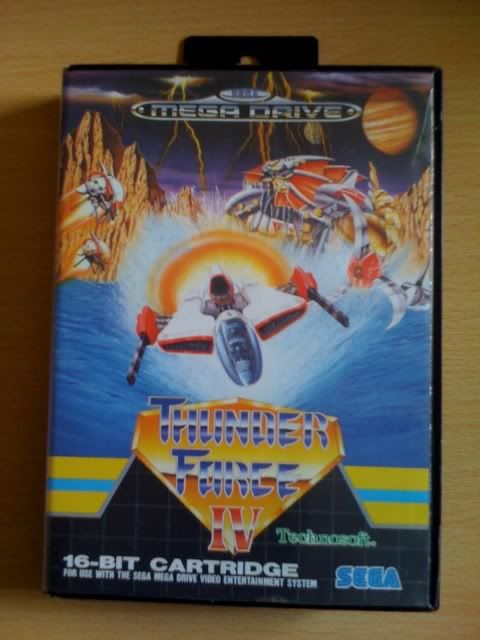 SEGA
MEGA DRIVE
THUNDER
FORCE
IV
Technosoft.
16-BIT CARTRIDGE
FOR USE WITH THE SEGA MEGA DRIVE VIDEO ENTERTAINMENT SYSTEM
SEGA